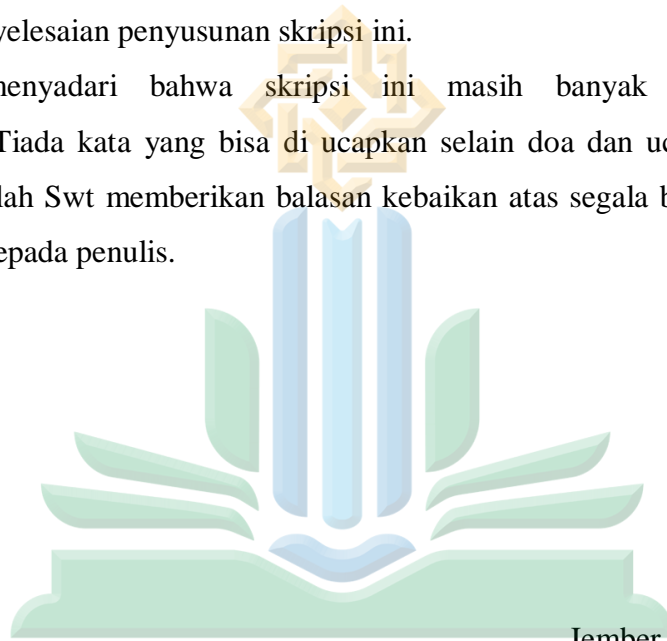 yelesaian penyusunan skripsi ini.
nenyadari bahwa skripsi ini masih banyak
Tiada kata yang bisa di ucapkan selain doa dan uc
lah Swt memberikan balasan kebaikan atas segala b
epada penulis.
Jember